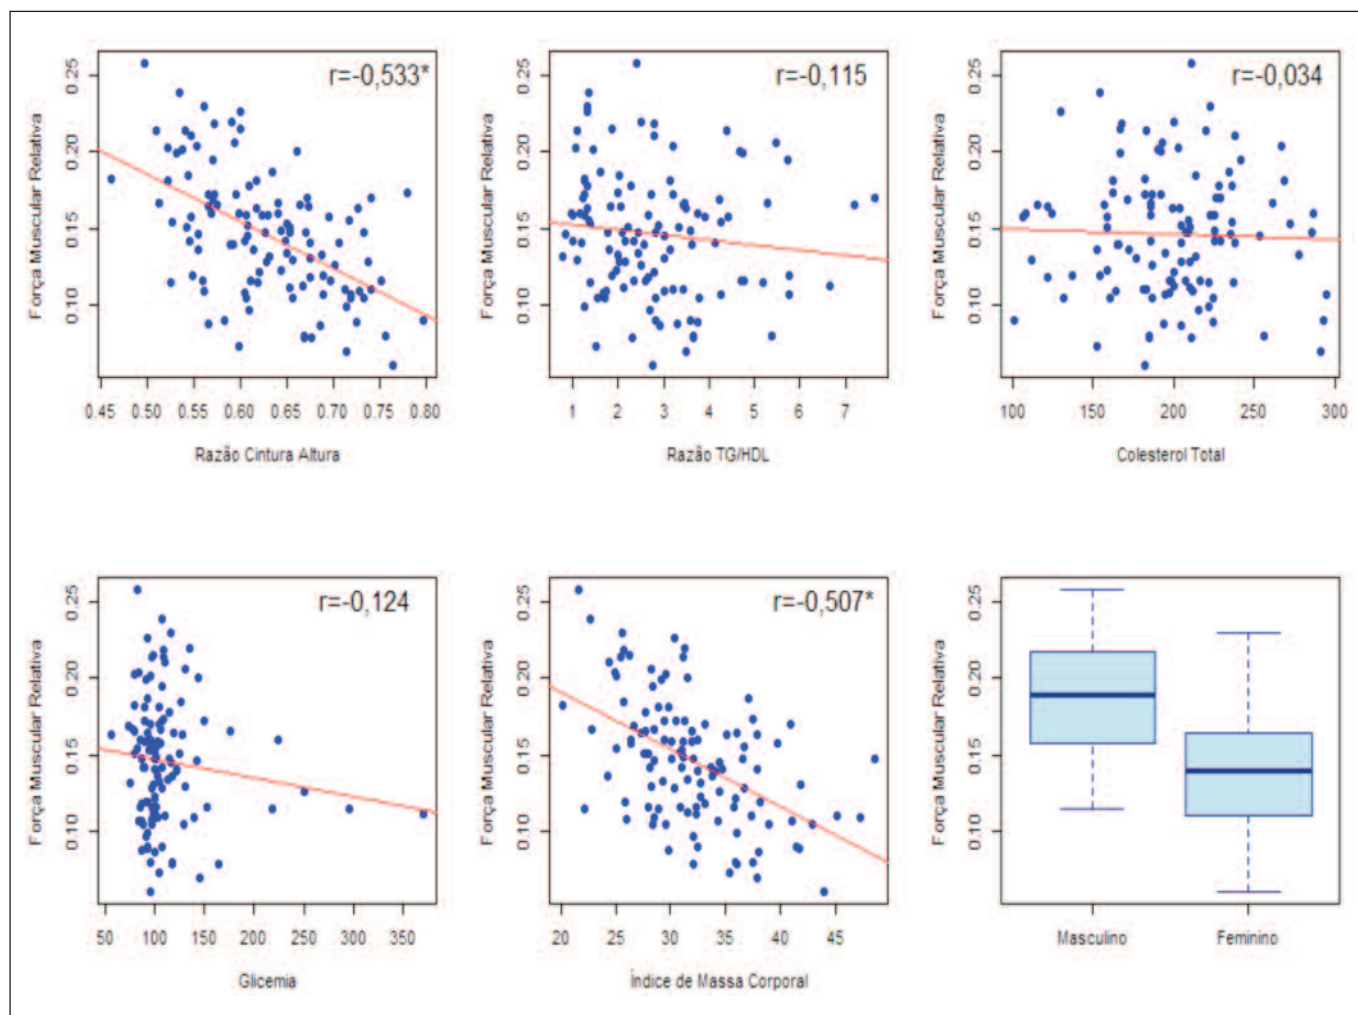 r=-0,533*
Força Muscular Relativa
0.25
0.20
0.15
0.10
0.45 0.50 0.55 0.60 0.65 0.70 0.75 0.80
Razão Cintura Altura
r=-0,115
Força Muscular Relativa
0.25
0.20
0.15
0.10
1 2 3 4 5 6 7
Razão TG/HDL
r=-0,034
Força Muscular Relativa
0.25
0.20
0.15
0.10
100 150 200 250 300
Colesterol Total
r=-0,124
Força Muscular Relativa
0.25
0.20
0.15
0.10
50 100 150 200 250 300 350
Glicemia
r=-0,507*
Força Muscular Relativa
0.25
0.20
0.15
0.10
20 25 30 35 40 45
Índice de Massa Corporal
Força Muscular Relativa
0.25
0.20
0.15
0.10
Masculino Feminino